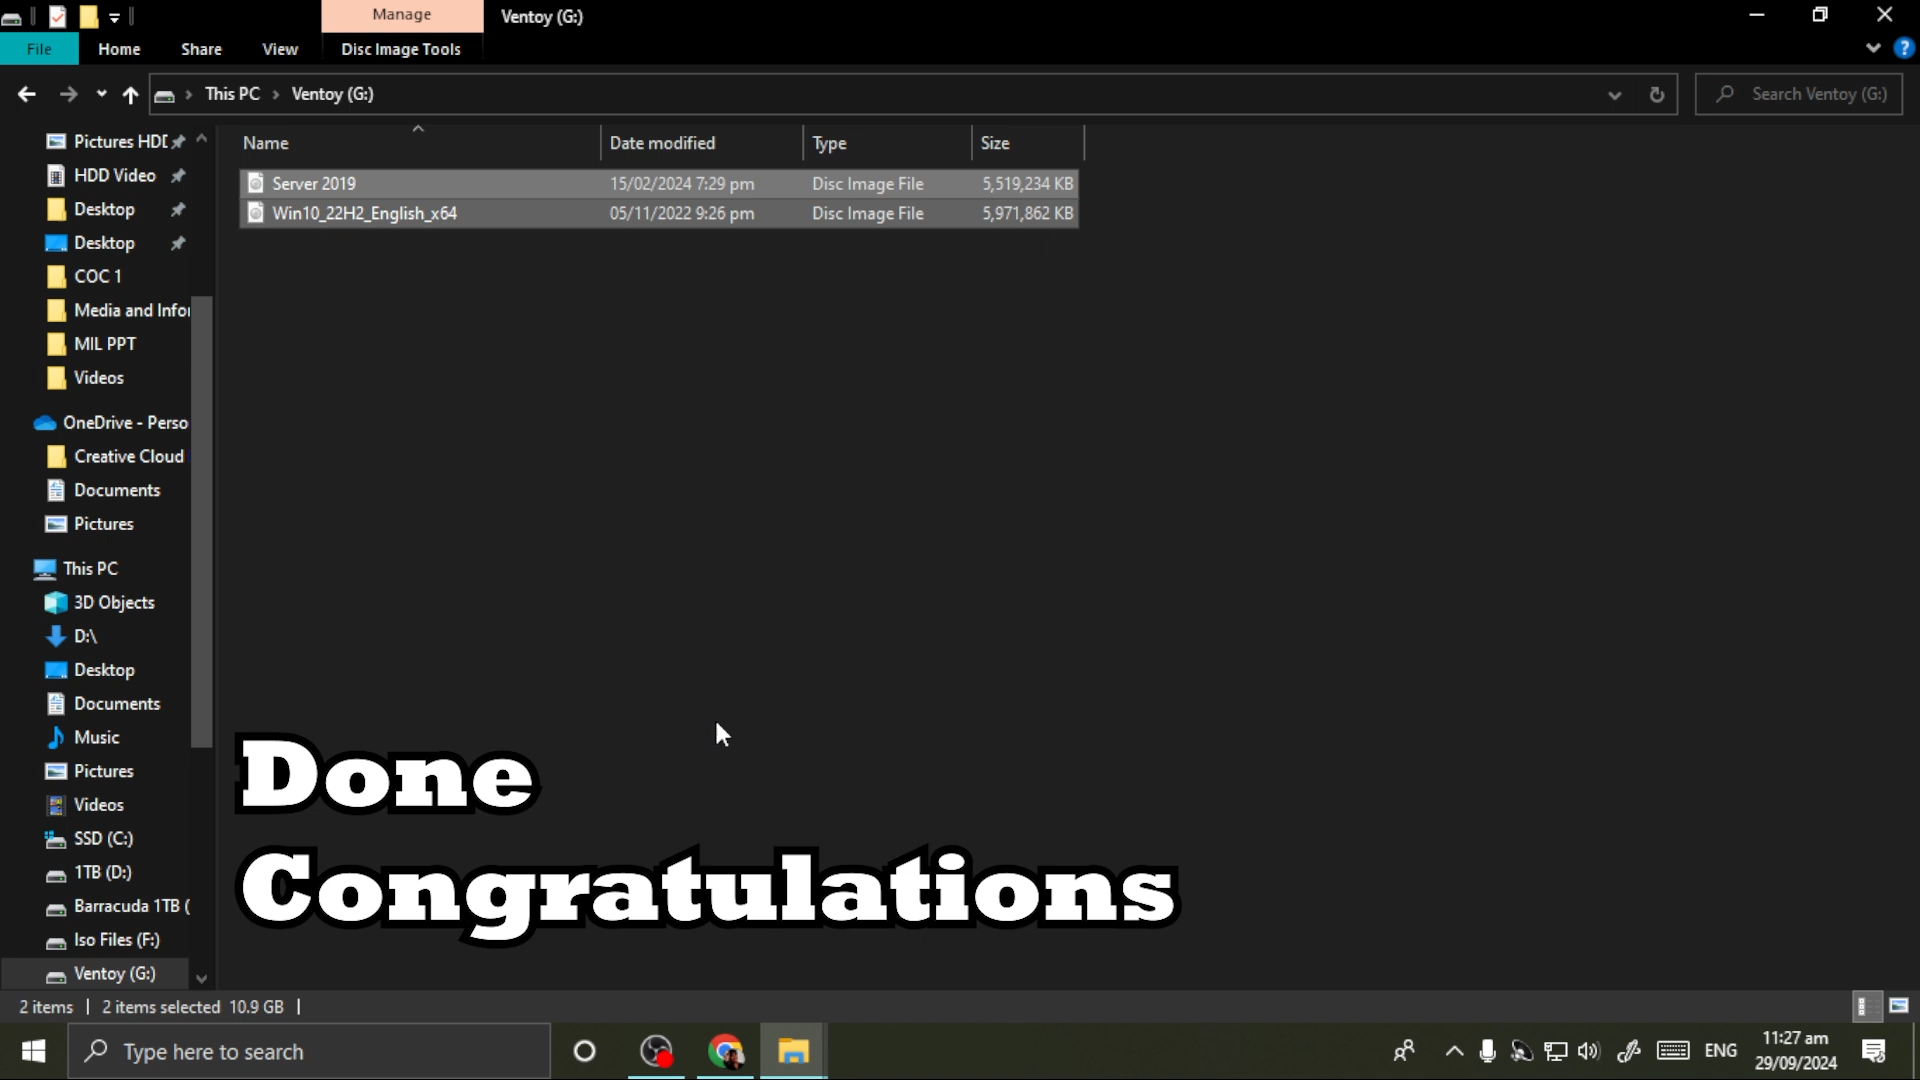 Manage
Ventoy (G:)
File
Home
Share
View
Disc Image Tools
This PC
Ventoy (G:)
Search Ventoy (G:)
Name
Date modified
Type
Size
Server 2019
15/02/2024 7:29 pm
Disc Image File
5,519,234 KB
Win10_22H2_English_x64
05/11/2022 9:26 pm
Disc Image File
5,971,862 KB
Pictures HDD
HDD Video
Desktop
Desktop
COC 1
Media and Infor
MIL PPT
Videos
OneDrive - Perso
Creative Cloud
Documents
Pictures
This PC
3D Objects
D:\
Desktop
Documents
Music
Pictures
Videos
SSD (C:)
1TB (D:)
Barracuda 1TB (
Iso Files (F:)
Ventoy (G:)
Done
Congratulations
2 items
2 items selected 10.9 GB
Type here to search
ENG
11:27 am
29/09/2024